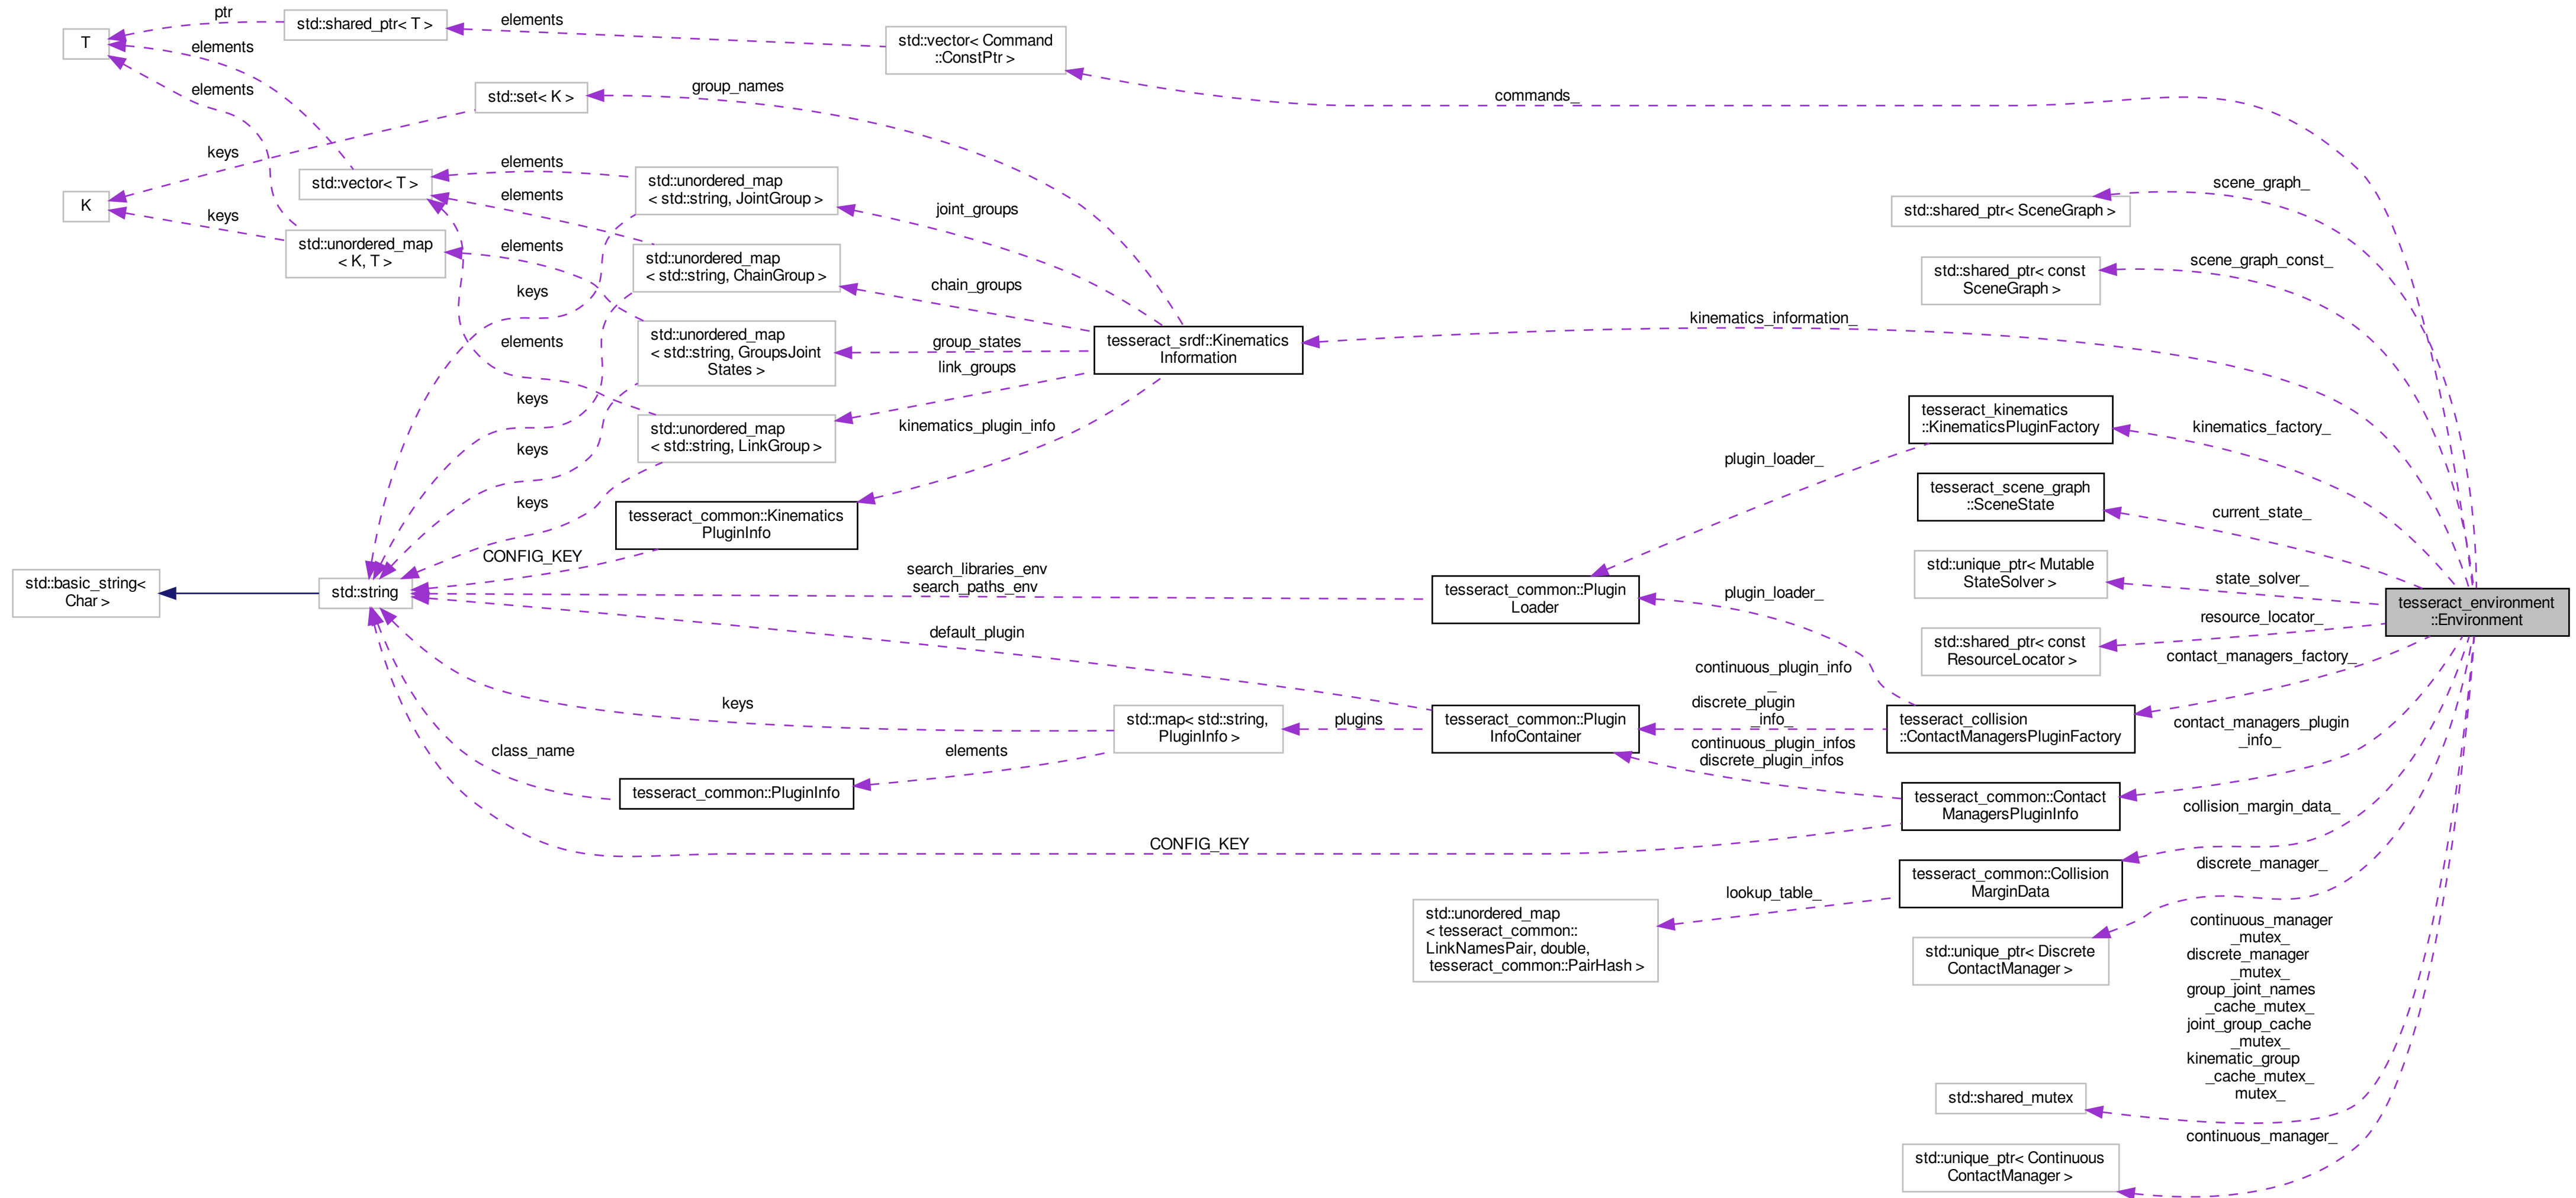 ptr
std::shared_ptr< T >
elements
T
std::vector< Command
::ConstPtr >
elements
elements
group_names
std::set< K >
commands_
keys
elements
std::vector< T >
std::unordered_map
< std::string, JointGroup >
scene_graph_
std::shared_ptr< SceneGraph >
elements
K
keys
joint_groups
std::unordered_map
< K, T >
elements
std::unordered_map
< std::string, ChainGroup >
scene_graph_const_
std::shared_ptr< const
SceneGraph >
keys
chain_groups
kinematics_information_
elements
std::unordered_map
< std::string, GroupsJoint
States >
group_states
tesseract_srdf::Kinematics
Information
link_groups
keys
std::unordered_map
< std::string, LinkGroup >
kinematics_plugin_info
tesseract_kinematics
::KinematicsPluginFactory
kinematics_factory_
keys
plugin_loader_
keys
tesseract_common::Kinematics
PluginInfo
tesseract_scene_graph
::SceneState
current_state_
CONFIG_KEY
std::basic_string<
Char >
std::string
search_libraries_env
search_paths_env
tesseract_common::Plugin
Loader
plugin_loader_
std::unique_ptr< Mutable
StateSolver >
state_solver_
tesseract_environment
::Environment
resource_locator_
default_plugin
std::shared_ptr< const
ResourceLocator >
contact_managers_factory_
continuous_plugin_info
_
discrete_plugin
_info_
keys
std::map< std::string,
PluginInfo >
plugins
tesseract_common::Plugin
InfoContainer
tesseract_collision
::ContactManagersPluginFactory
contact_managers_plugin
_info_
class_name
elements
continuous_plugin_infos
discrete_plugin_infos
tesseract_common::PluginInfo
tesseract_common::Contact
ManagersPluginInfo
collision_margin_data_
CONFIG_KEY
tesseract_common::Collision
MarginData
discrete_manager_
lookup_table_
std::unordered_map
< tesseract_common::
LinkNamesPair, double,
tesseract_common::PairHash >
std::unique_ptr< Discrete
ContactManager >
continuous_manager
_mutex_
discrete_manager
_mutex_
group_joint_names
_cache_mutex_
joint_group_cache
_mutex_
kinematic_group
_cache_mutex_
mutex_
std::shared_mutex
continuous_manager_
std::unique_ptr< Continuous
ContactManager >